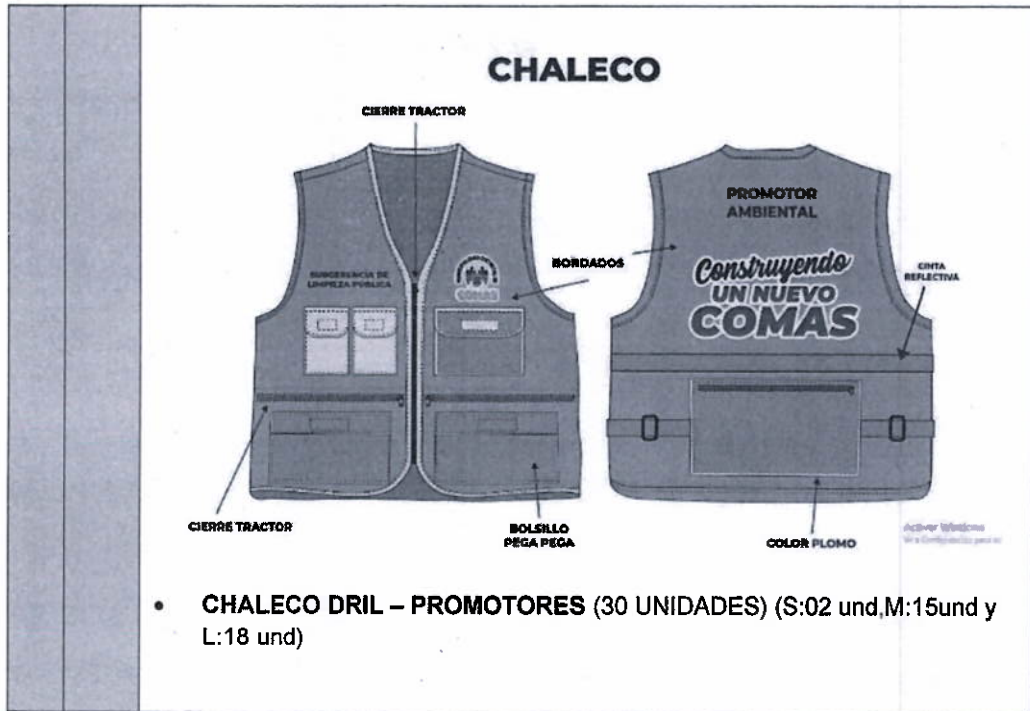 CHALECO
CIERRE TRACTOR
SUBGERENCIA DE
LIMPIEZA PÚBLICA
COMAS
BORDADOS
PROMOTOR
AMBIENTAL
Construyendo
UN NUEVO
COMAS
CINTA
REFLECTIVA
CIERRE TRACTOR
BOLSILLO
PEGA PEGA
COLOR PLOMO
Activar Windows
• CHALECO DRIL – PROMOTORES (30 UNIDADES) (S:02 und,M:15und y
L:18 und)